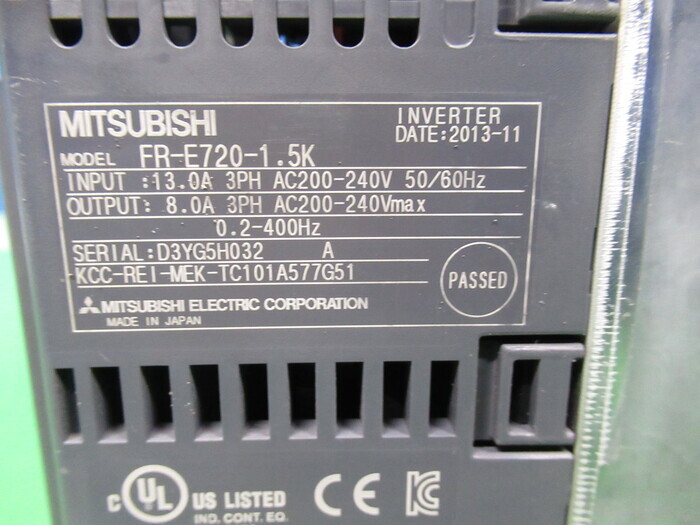 MITSUBISHI
INVERTER
DATE:2013-11
MODEL FR-E720-1.5K
INPUT :13.0A 3PH AC200-240V 50/60Hz
OUTPUT: 8.0A 3PH AC200-240Vmax
0.2-400Hz
SERIAL:D3YG5H032 A
KCC-REI-MEK-TC101A577G51
PASSED
MITSUBISHI ELECTRIC CORPORATION
MADE IN JAPAN
C UL US LISTED
IND. CONT. EQ.
CE